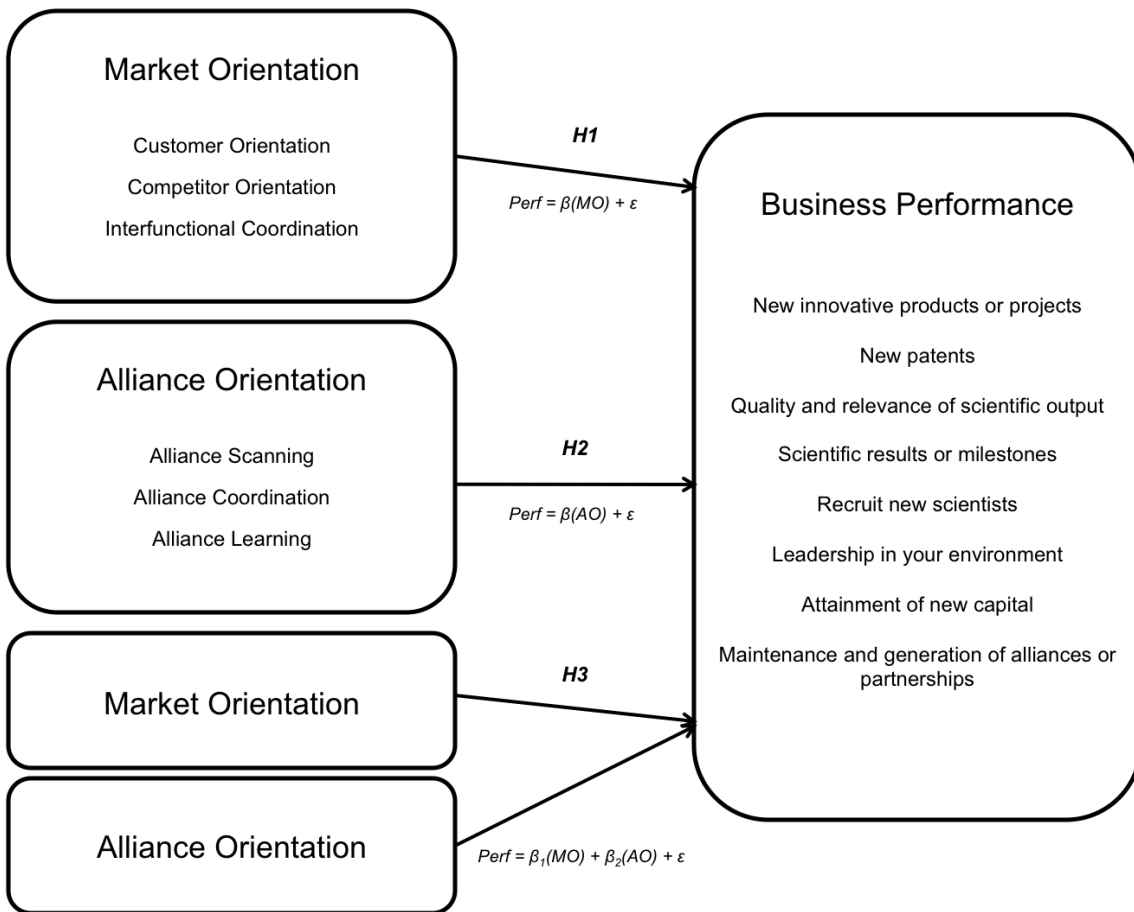 Market Orientation
Customer Orientation
Competitor Orientation
Interfunctional Coordination
H1
Perf = β(MO) + ε
Alliance Orientation
Alliance Scanning
Alliance Coordination
Alliance Learning
H2
Perf = β(AO) + ε
Market Orientation
H3
Alliance Orientation
Perf = β₁(MO) + β₂(AO) + ε
Business Performance
New innovative products or projects
New patents
Quality and relevance of scientific output
Scientific results or milestones
Recruit new scientists
Leadership in your environment
Attainment of new capital
Maintenance and generation of alliances or
partnerships